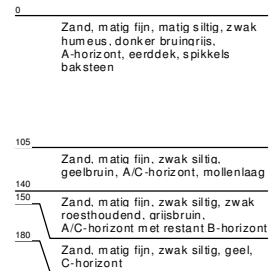 0
Zand, matig fijn, matig siltig, zwak
humeus, donker bruingrijs,
A-horizont, eerddek, spikkels
baksteen
105
Zand, matig fijn, zwak siltig,
geelbruin, A/C-horizont, mollenlaag
140
150
Zand, matig fijn, zwak siltig, zwak
roesthoudend, grijsbruin,
A/C-horizont met restant B-horizont
180
Zand, matig fijn, zwak siltig, geel,
C-horizont